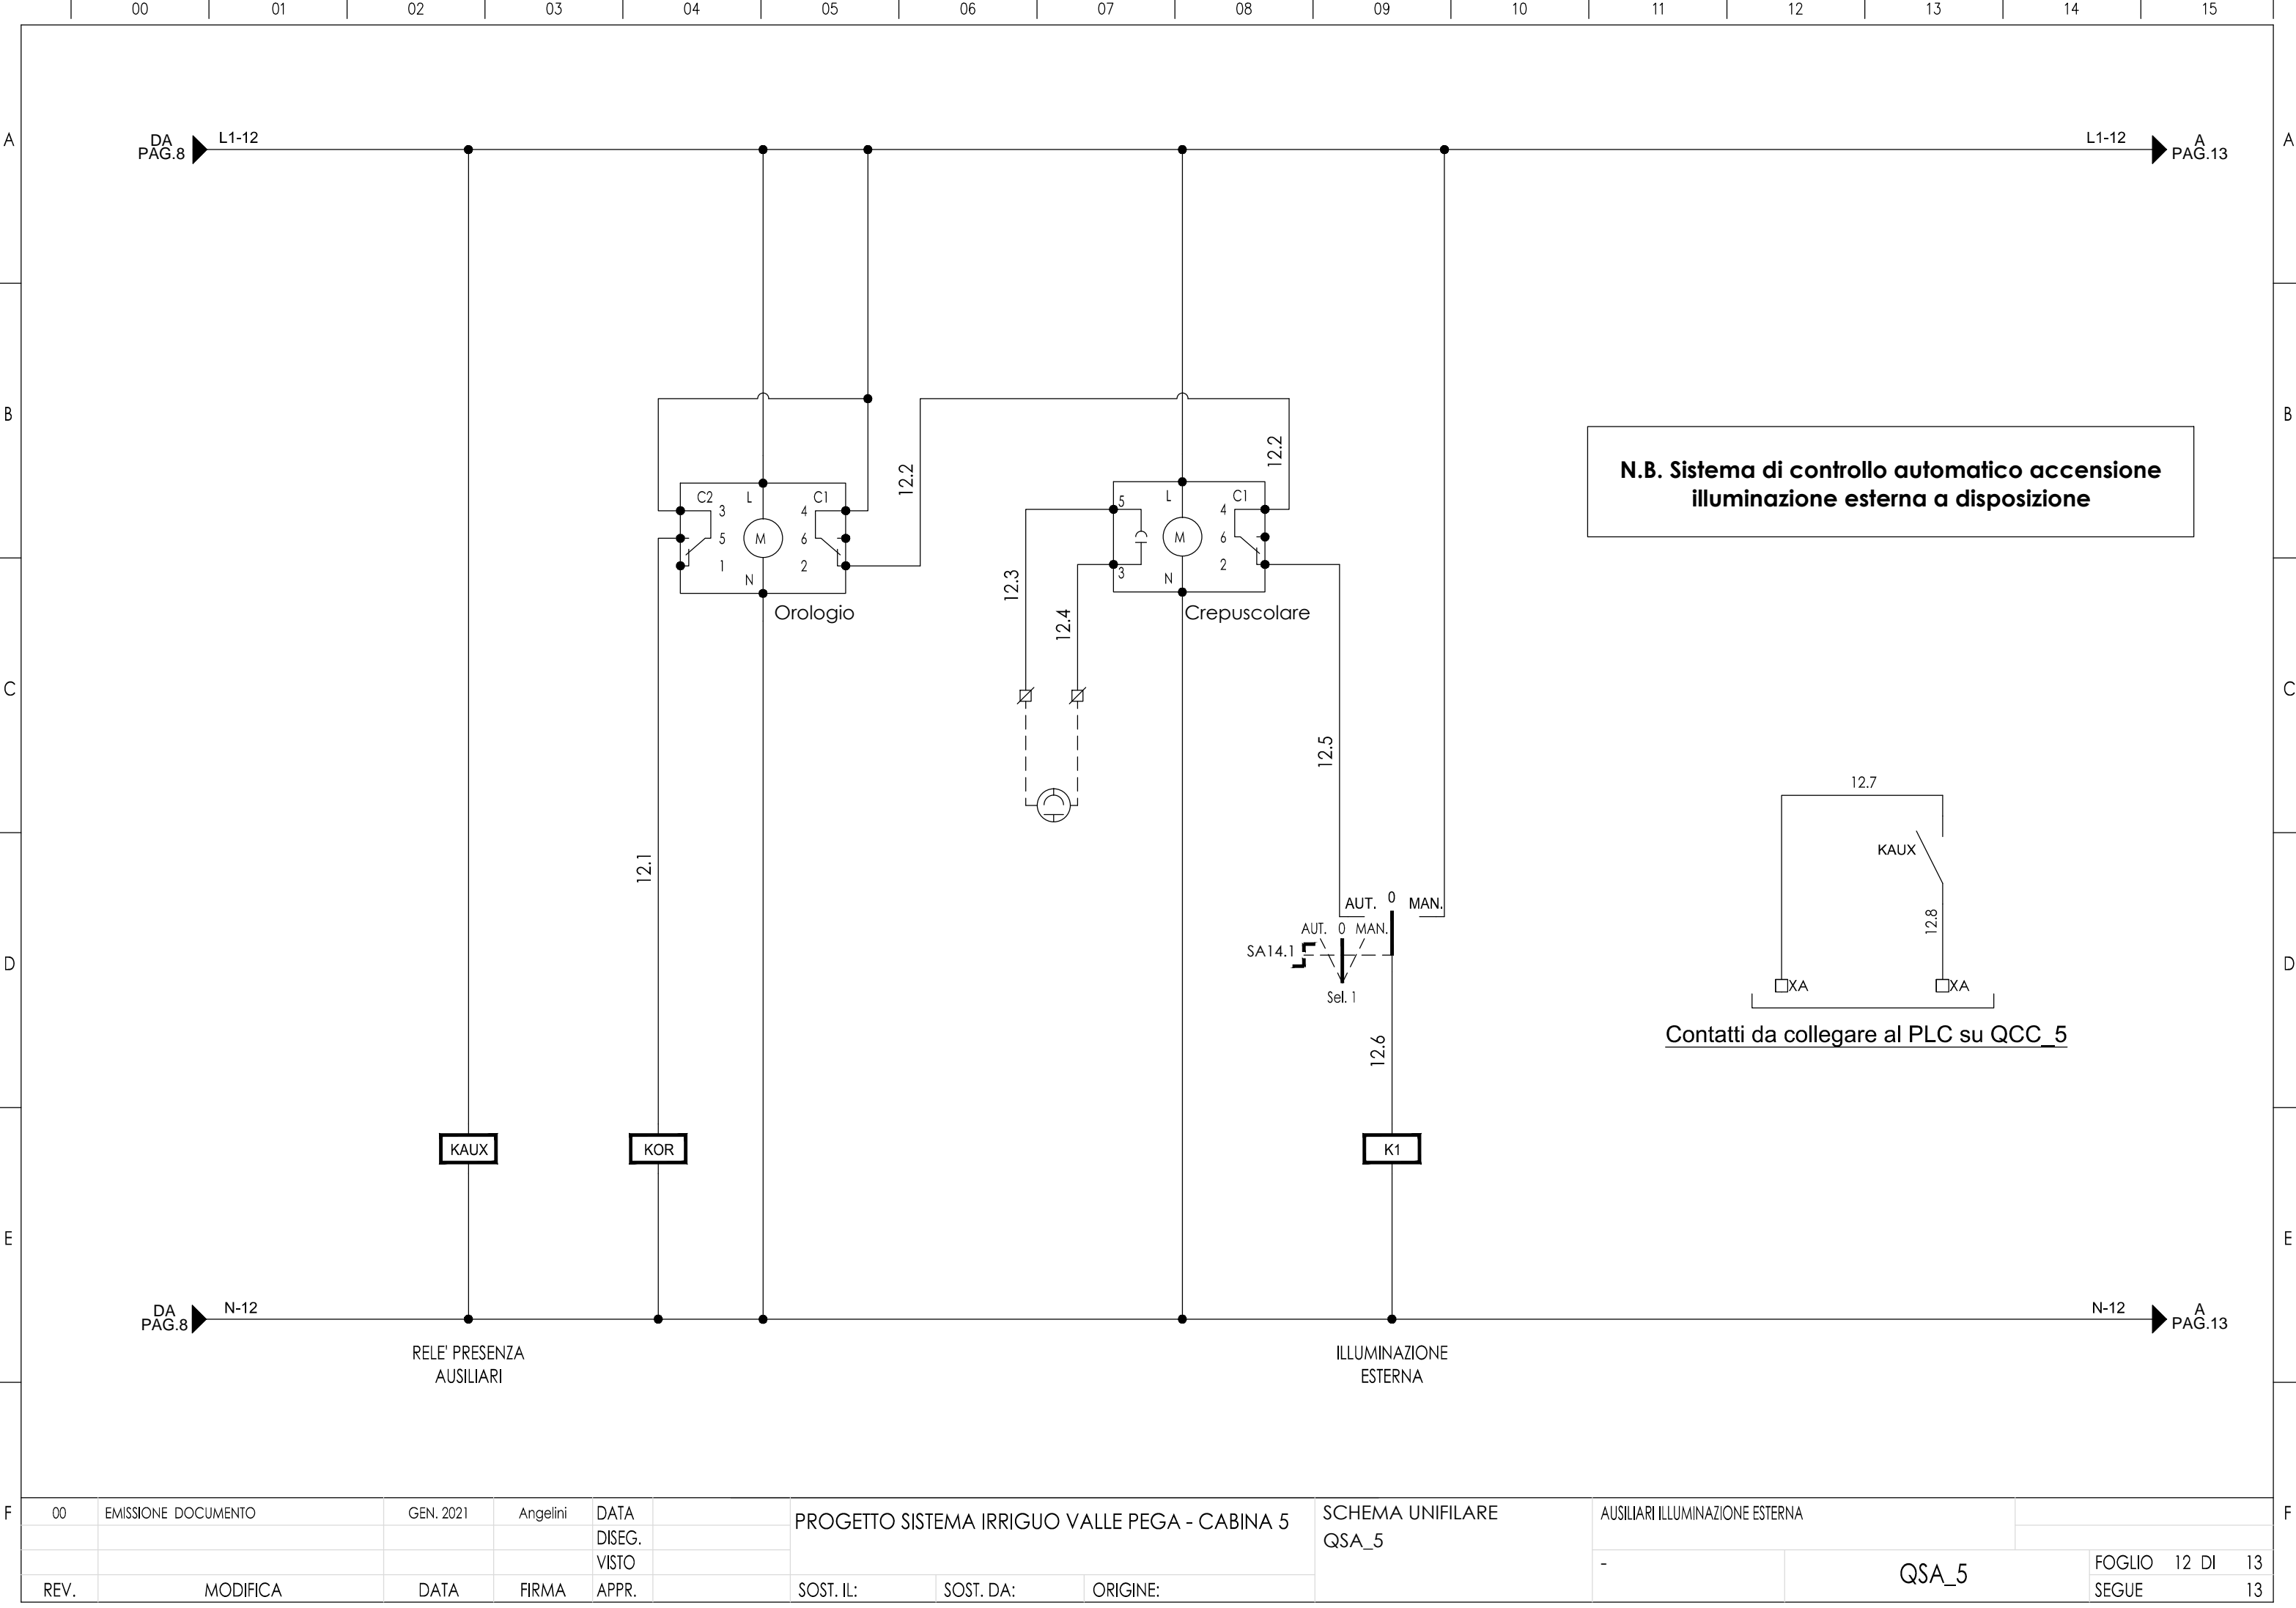 00 01 02 03 04 05 06 07 08 09 10 11 12 13 14 15
A A
DA
PAG.8
L1-12
L1-12
A
PAG.13
B B
12.2
12.2
N.B. Sistema di controllo automatico accensione
illuminazione esterna a disposizione
C2 L C1
3 4
5 M 6
1 2
N
Orologio
5 L C1
4
M 6
3 2
N
Crepuscolare
12.3
12.4
C C
12.5
12.7
12.1
KAUX
AUT. 0 MAN.
AUT. 0 MAN.
SA14.1
Sel. 1
12.8
D D
XA XA
Contatti da collegare al PLC su QCC_5
12.6
KAUX KOR K1
E E
DA
PAG.8
N-12
N-12
A
PAG.13
RELE' PRESENZA
AUSILIARI
ILLUMINAZIONE
ESTERNA
F F
00 EMISSIONE DOCUMENTO GEN. 2021 Angelini DATA
DISEG.
VISTO
REV. MODIFICA DATA FIRMA APPR.
PROGETTO SISTEMA IRRIGUO VALLE PEGA - CABINA 5
SOST. IL: SOST. DA: ORIGINE:
SCHEMA UNIFILARE
QSA_5
AUSILIARI ILLUMINAZIONE ESTERNA
-
QSA_5
FOGLIO 12 DI 13
SEGUE 13